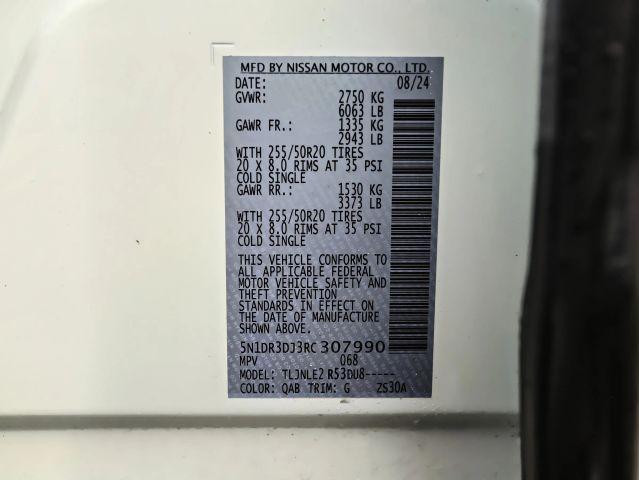 MFD BY NISSAN MOTOR CO., LTD.
DATE: 08/24
GVWR: 2750 KG
6063 LB
GAWR FR.: 1335 KG
2943 LB
WITH 255/50R20 TIRES
20 X 8.0 RIMS AT 35 PSI
COLD SINGLE
GAWR RR.: 1530 KG
3373 LB
WITH 255/50R20 TIRES
20 X 8.0 RIMS AT 35 PSI
COLD SINGLE
THIS VEHICLE CONFORMS TO
ALL APPLICABLE FEDERAL
MOTOR VEHICLE SAFETY AND
THEFT PREVENTION
STANDARDS IN EFFECT ON
THE DATE OF MANUFACTURE
SHOWN ABOVE.
5N1DR3DJ3RC307990
MPV 068
MODEL: TLJNLE2 R53DU8-----
COLOR: QAB TRIM: G ZS30A